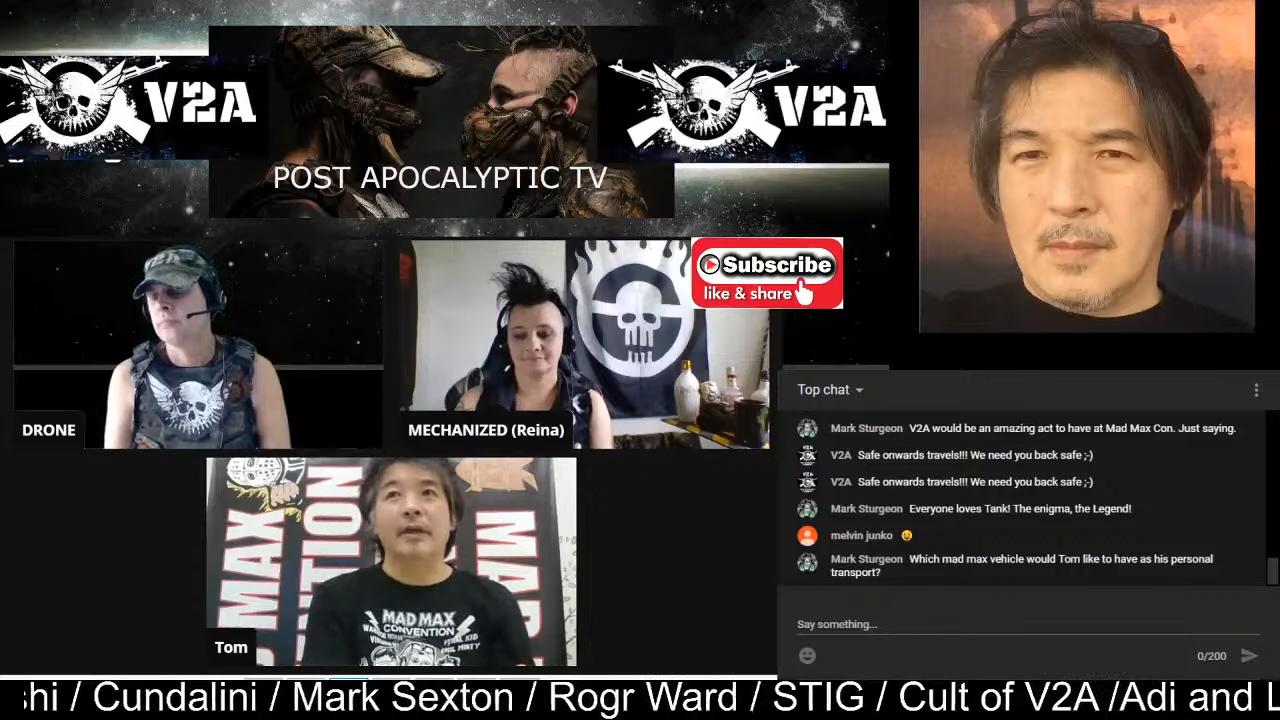 V2A
V2A
POST APOCALYPTIC TV
Subscribe
like & share
DRONE
MECHANIZED (Reina)
Top chat
Mark Sturgeon V2A would be an amazing act to have at Mad Max Con. Just saying.
V2A Safe onwards travels!!! We need you back safe ;-)
V2A Safe onwards travels!!! We need you back safe ;-)
Mark Sturgeon Everyone loves Tank! The enigma, the Legend!
melvin junko
Mark Sturgeon Which mad max vehicle would Tom like to have as his personal
transport?
Say something...
0/200
MAX
MAD MAX
CONVENTION
Tom
hi / Cundalini / Mark Sexton / Rogr Ward / STIG / Cult of V2A /Adi and L